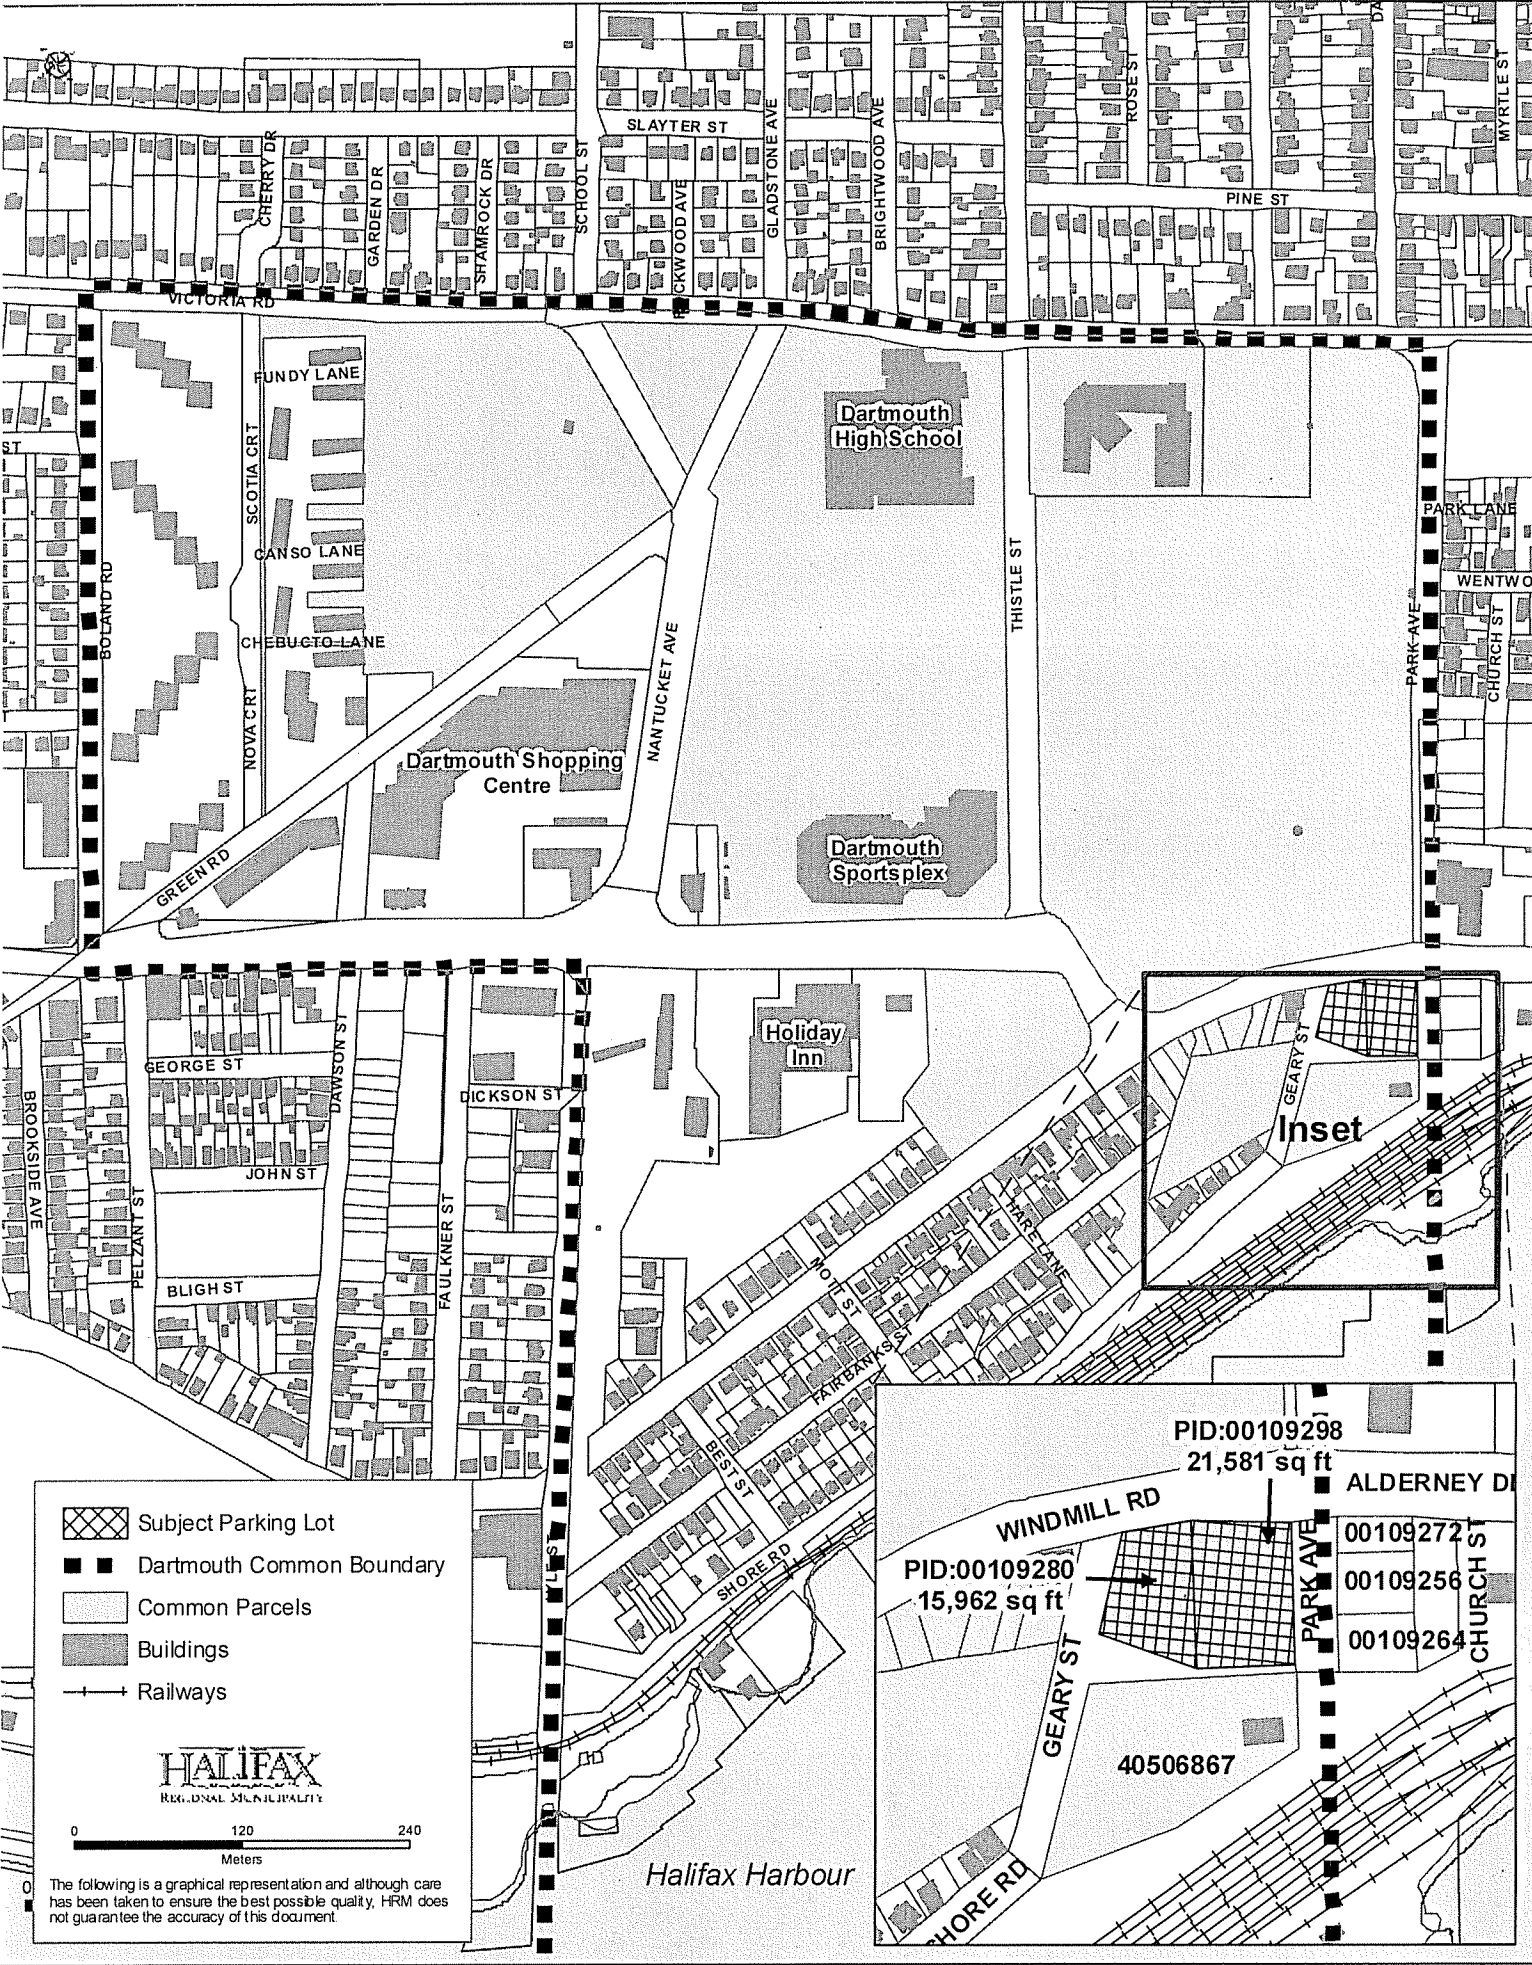 SLAYTER ST
PINE ST
CHERRY DR
GARDEN DR
SHAMROCK DR
SCHOOL ST
GLADSTONE AVE
BRIGHTWOOD AVE
ROSE ST
DA
MYRTLE ST
VICTORIA RD
FUNDY LANE
SCOTIA CRT
CANSO LANE
CHEBUCTO LANE
NOVA CRT
BOLAND RD
ST
Dartmouth
High School
THISTLE ST
NANTUCKET AVE
PARK LANE
WENTWO
PARK AVE
CHURCH ST
Dartmouth Shopping
Centre
Dartmouth
Sportsplex
GREEN RD
Holiday
Inn
GEORGE ST
DAWSON ST
DICKSON ST
JOHN ST
BROOKSIDE AVE
PELZANT ST
BLIGH ST
FAULKNER ST
GEARY ST
Inset
HARE LANE
MOTT ST
FAIRBANKS ST
BEST ST
SHORE RD
Subject Parking Lot
Dartmouth Common Boundary
Common Parcels
Buildings
Railways
HALIFAX
REGIONAL MUNICIPALITY
0 120 240
Meters
The following is a graphical representation and although care
has been taken to ensure the best possible quality, HRM does
not guarantee the accuracy of this document.
0
Halifax Harbour
PID:00109298
21,581 sq ft
ALDERNEY D
WINDMILL RD
00109272
PID:00109280
15,962 sq ft
00109256
00109264
PARK AVE
CHURCH ST
GEARY ST
40506867
SHORE RD